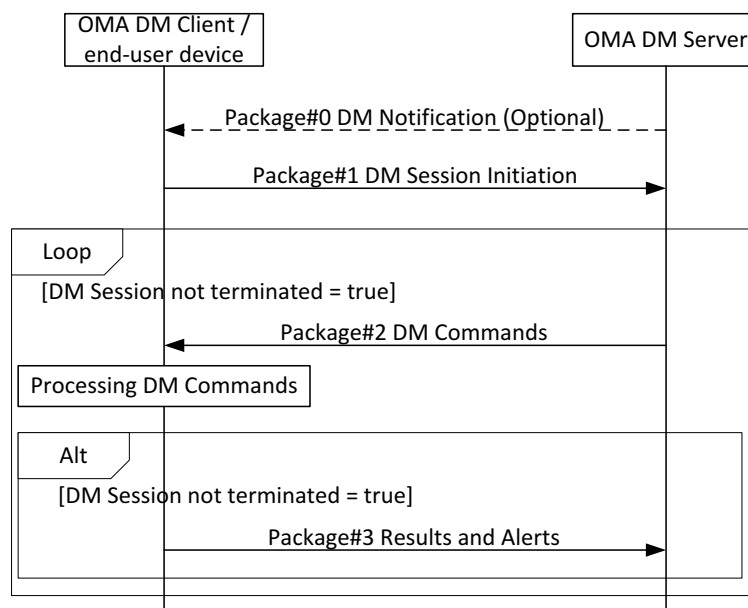 OMA DM Client /
end-user device
OMA DM Server
Package#0 DM Notification (Optional)
Package#1 DM Session Initiation
Loop
[DM Session not terminated = true]
Package#2 DM Commands
Processing DM Commands
Alt
[DM Session not terminated = true]
Package#3 Results and Alerts